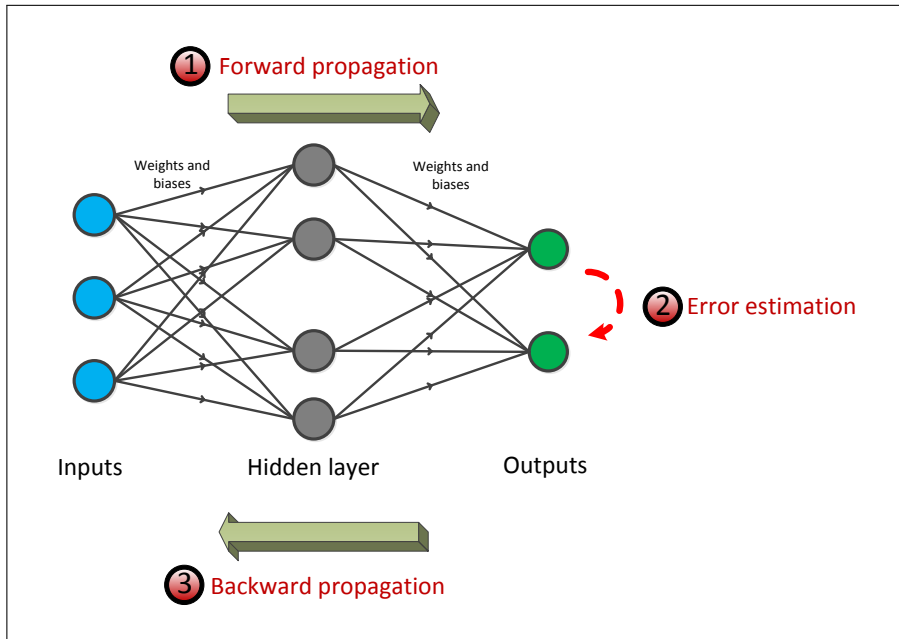 1 Forward propagation
Weights and
biases
Weights and
biases
2 Error estimation
Inputs
Hidden layer
Outputs
3 Backward propagation